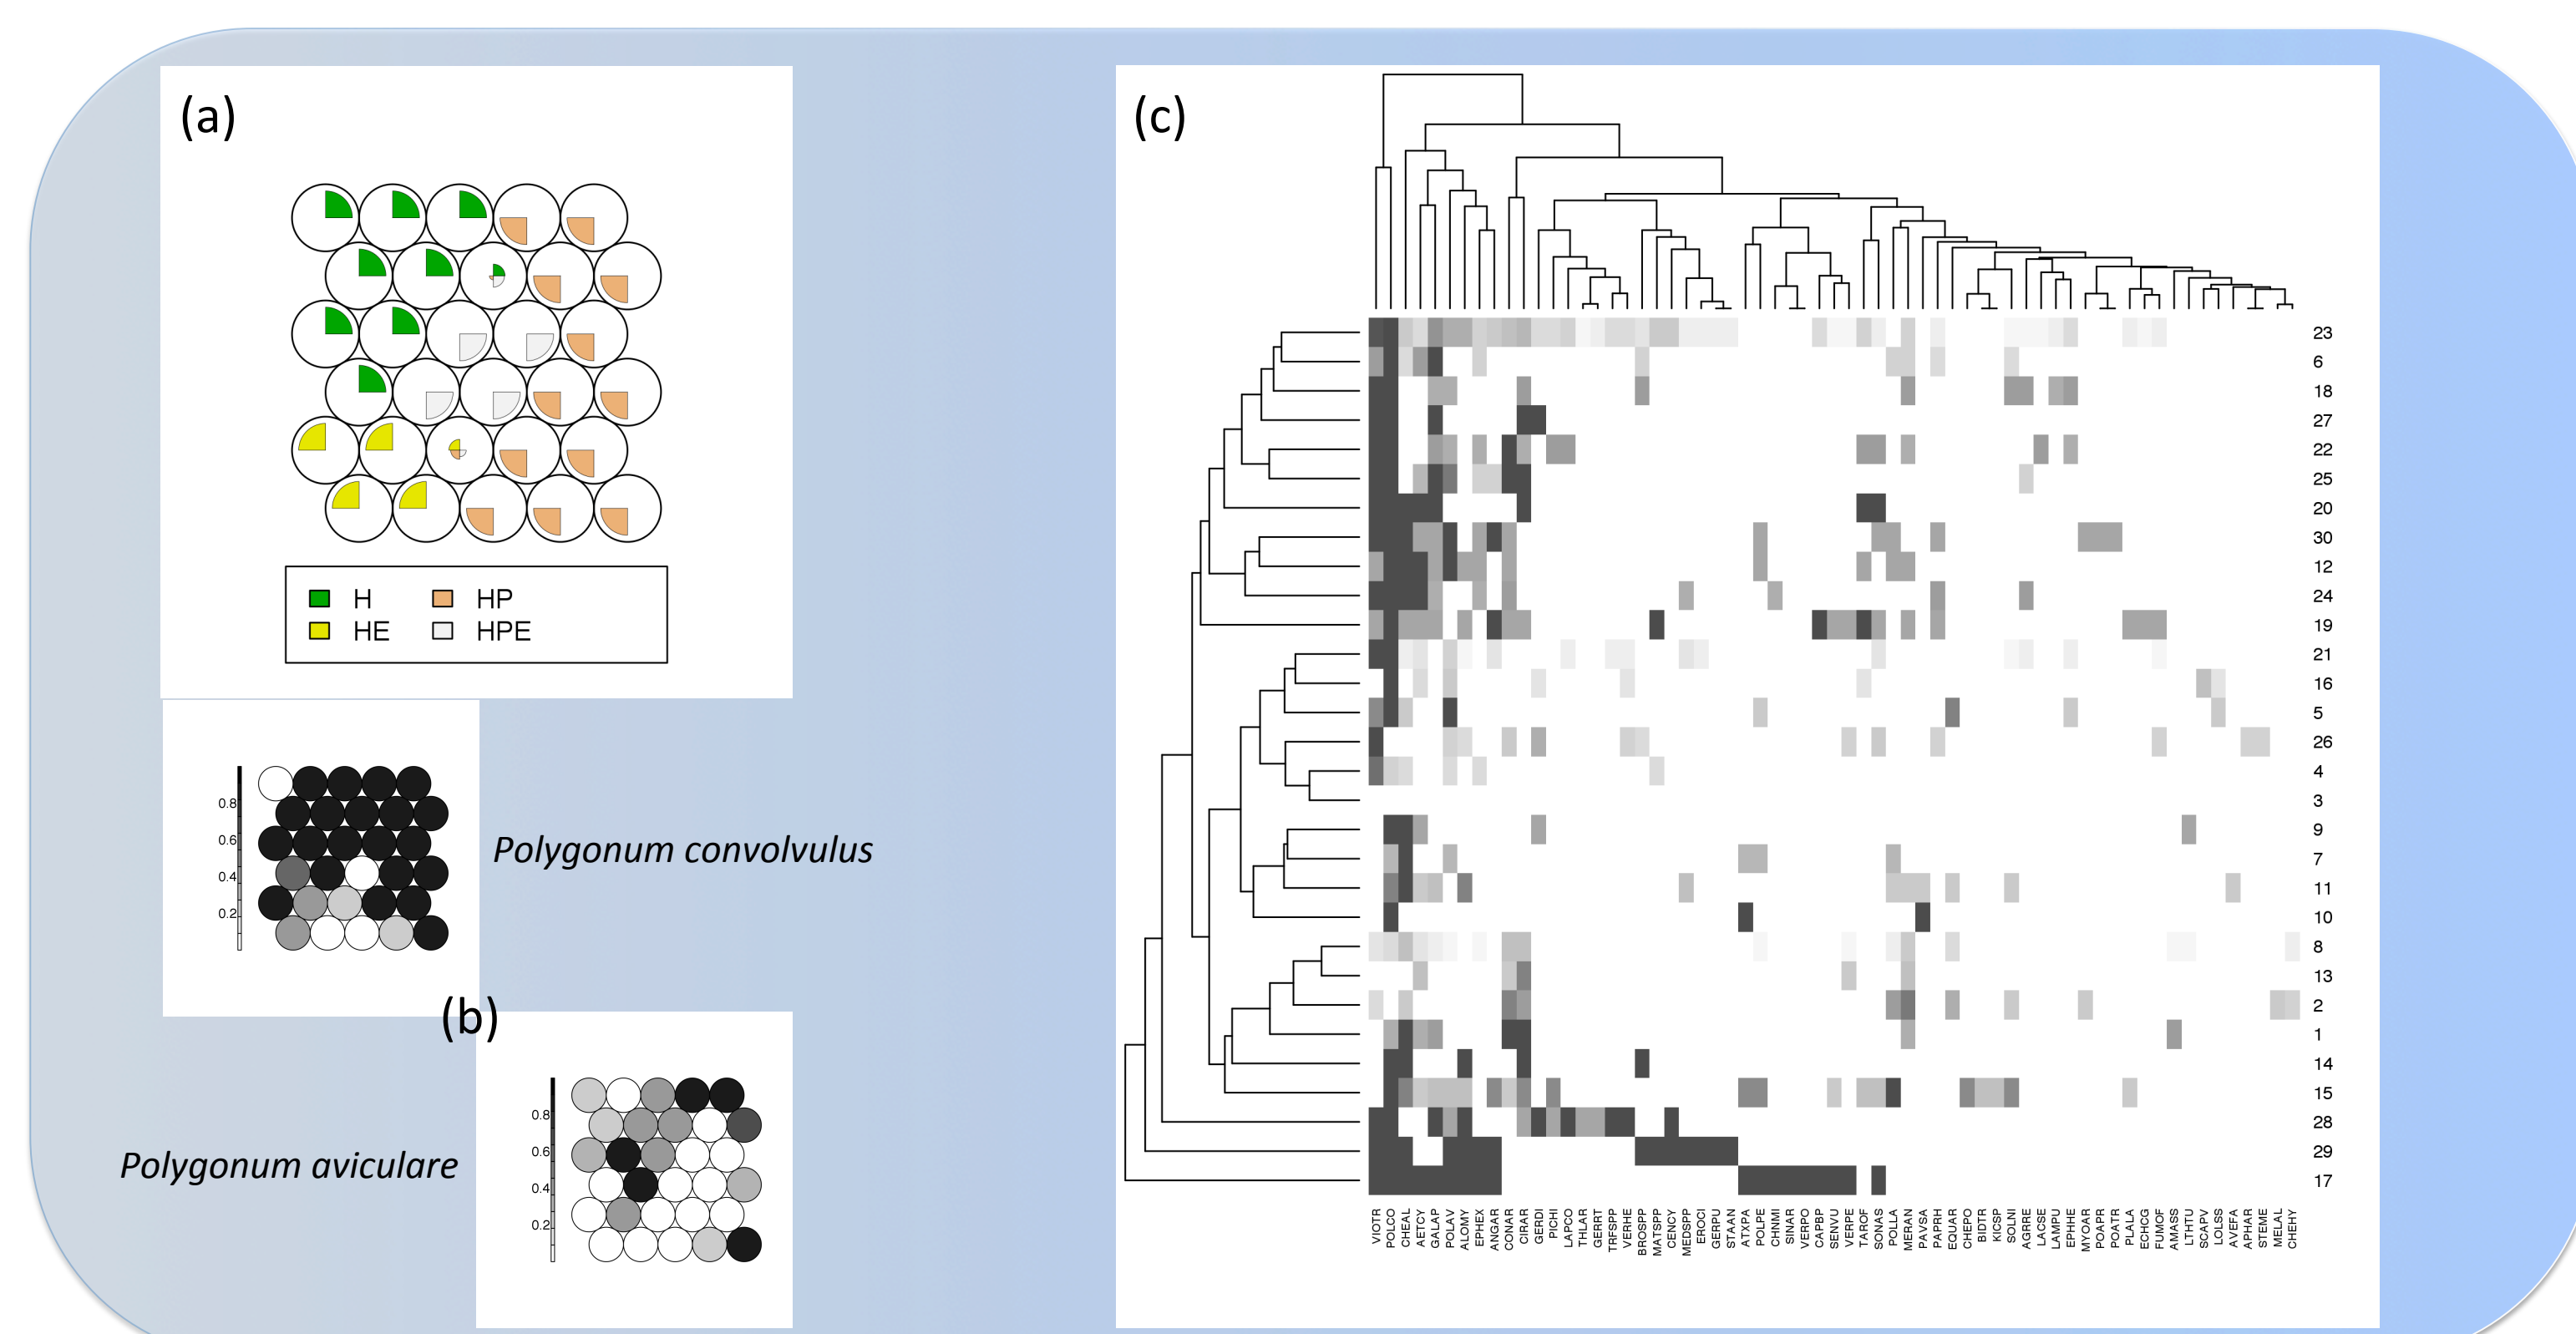 (a)
H HP
HE HPE
0.8
0.6
0.4
0.2
Polygonum convolvulus
(b)
0.8
0.6
0.4
0.2
Polygonum aviculare
(c)
23
6
18
27
22
25
20
30
12
24
19
21
16
5
26
4
3
9
7
11
10
8
13
2
1
14
15
28
29
17
VIOTR
POLCO
CHEAL
AETCY
GALAP
POLAV
ALOMY
EPHEX
ANGAR
CONAR
CIRAR
GERDI
PICHI
LAPCO
THLAR
GERRT
TRFSPP
VERHE
BROSPP
MATSPP
CENCY
MEDSPP
EROCI
GERPU
STAAN
ATXPA
POLPE
CHNMI
SINAR
VERPO
CAPBP
SENVU
VERPE
TAROF
SONAS
POLLA
MERAN
PAVSA
PAPRH
EQUAR
CHEPO
BIDTR
KICSP
SOLNI
AGRRE
LACSE
LAMPU
EPHHE
MYOAR
POAPR
POATR
PLALA
ECHCG
FUMOF
AMASS
LTHTU
SCAPV
LOLSS
AVEFA
APHAR
STEME
MELAL
CHEHY